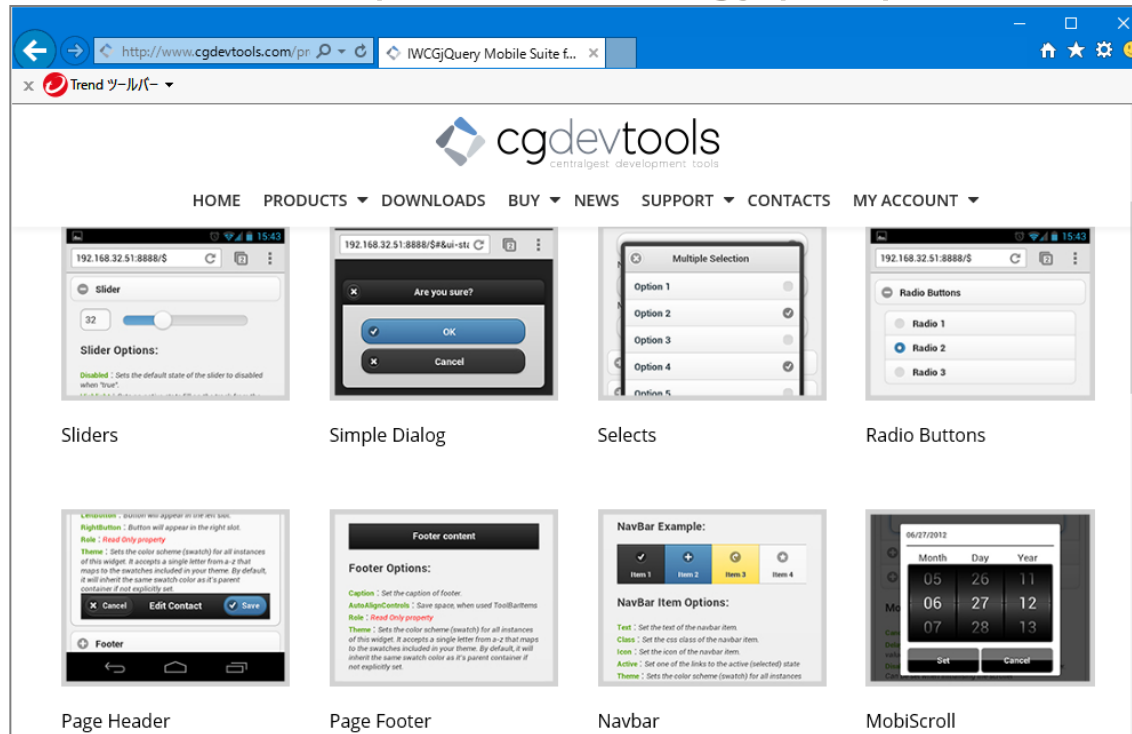 http://www.cgdevtools.com/pr
IWCGjQuery Mobile Suite f...
Trend ツールバー
cgdevtools
centralgest development tools
HOME PRODUCTS DOWNLOADS BUY NEWS SUPPORT CONTACTS MY ACCOUNT
15:43
192.168.32.51:8888/$
Slider
32
Slider Options:
Disabled : Sets the default state of the slider to disabled
when "true".
Sliders
192.168.32.51:8888/$#&ui-sta
Are you sure?
OK
Cancel
Simple Dialog
Multiple Selection
Option 1
Option 2
Option 3
Option 4
Option 5
Selects
15:43
192.168.32.51:8888/$
Radio Buttons
Radio 1
Radio 2
Radio 3
Radio Buttons
RightButton : Button will appear in the right slot.
Role : Read Only property
Theme : Sets the color scheme (swatch) for all instances
of this widget. It accepts a single letter from a-z that
maps to the swatches included in your theme. By default,
it will inherit the same swatch color as it's parent
container if not explicitly set.
Cancel Edit Contact Save
Footer
Page Header
Footer content
Footer Options:
Caption : Set the caption of footer.
AutoAlignControls : Save space, when used ToolBarItems
Role : Read Only property
Theme : Sets the color scheme (swatch) for all instances
of this widget. It accepts a single letter from a-z that maps
to the swatches included in your theme. By default, it will
inherit the same swatch color as it's parent container if
not explicitly set.
Page Footer
NavBar Example:
Item 1 Item 2 Item 3 Item 4
NavBar Item Options:
Text : Set the text of the navbar item.
Class : Set the css class of the navbar item.
Icon : Set the icon of the navbar item.
Active : Set one of the links to the active (selected) state
Theme : Sets the color scheme (swatch) for all instances
Navbar
06/27/2012
Month Day Year
05 26 11
06 27 12
07 28 13
Set Cancel
MobiScroll